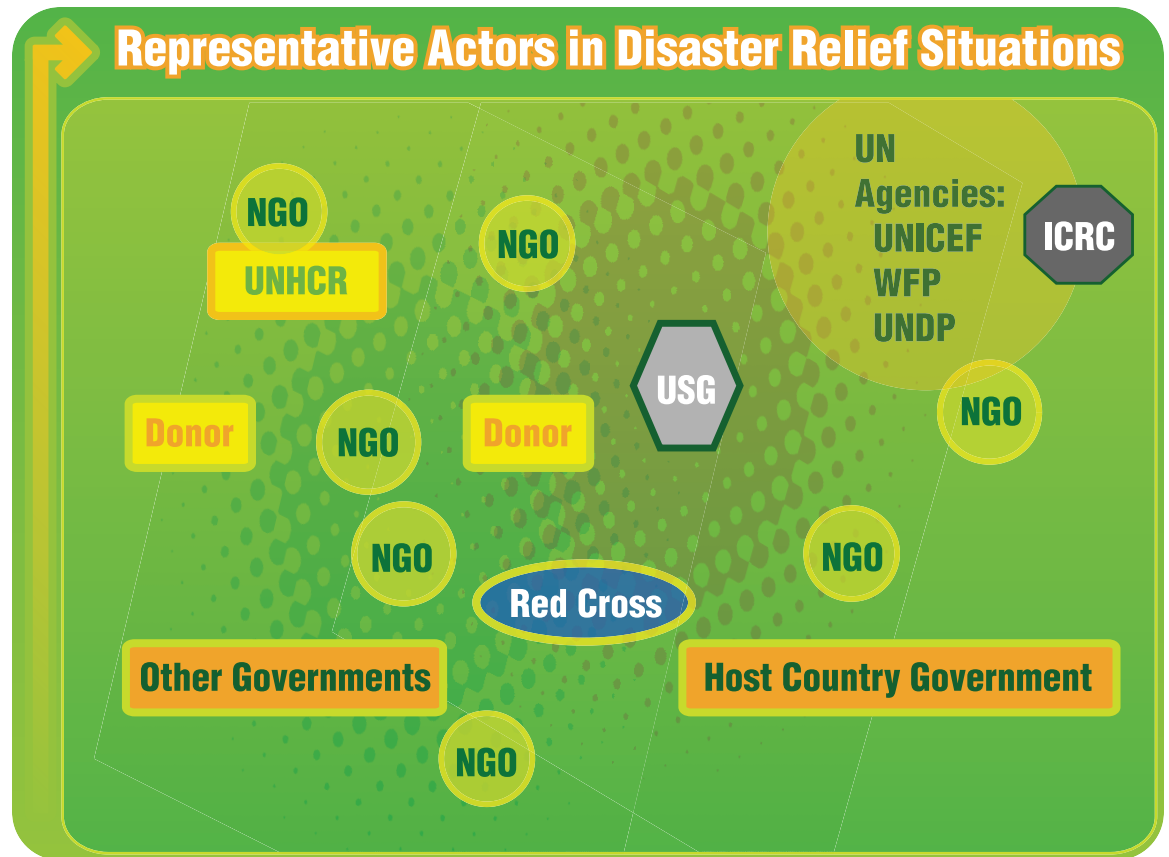 Representative Actors in Disaster Relief Situations
UN
Agencies:
UNICEF
WFP
UNDP
ICRC
NGO
UNHCR
NGO
USG
NGO
Donor
NGO
Donor
NGO
NGO
Red Cross
Other Governments
Host Country Government
NGO